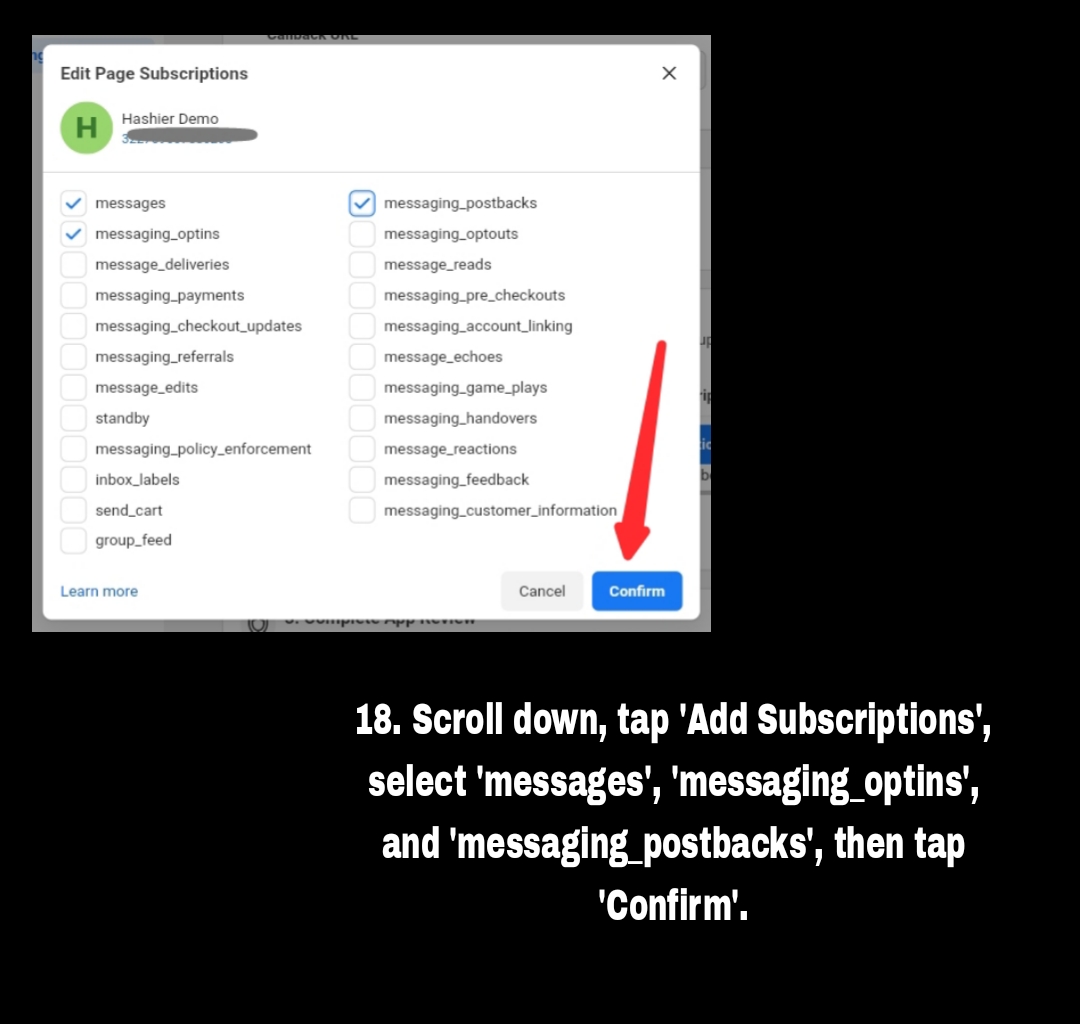 Callback URL
Edit Page Subscriptions
H
Hashier Demo
messages
messaging_postbacks
messaging_optins
messaging_optouts
message_deliveries
message_reads
messaging_payments
messaging_pre_checkouts
messaging_checkout_updates
messaging_account_linking
messaging_referrals
message_echoes
message_edits
messaging_game_plays
standby
messaging_handovers
messaging_policy_enforcement
message_reactions
inbox_labels
messaging_feedback
send_cart
messaging_customer_information
group_feed
Learn more
Cancel
Confirm
Complete App Review
18. Scroll down, tap 'Add Subscriptions',
select 'messages', 'messaging_optins',
and 'messaging_postbacks', then tap
'Confirm'.